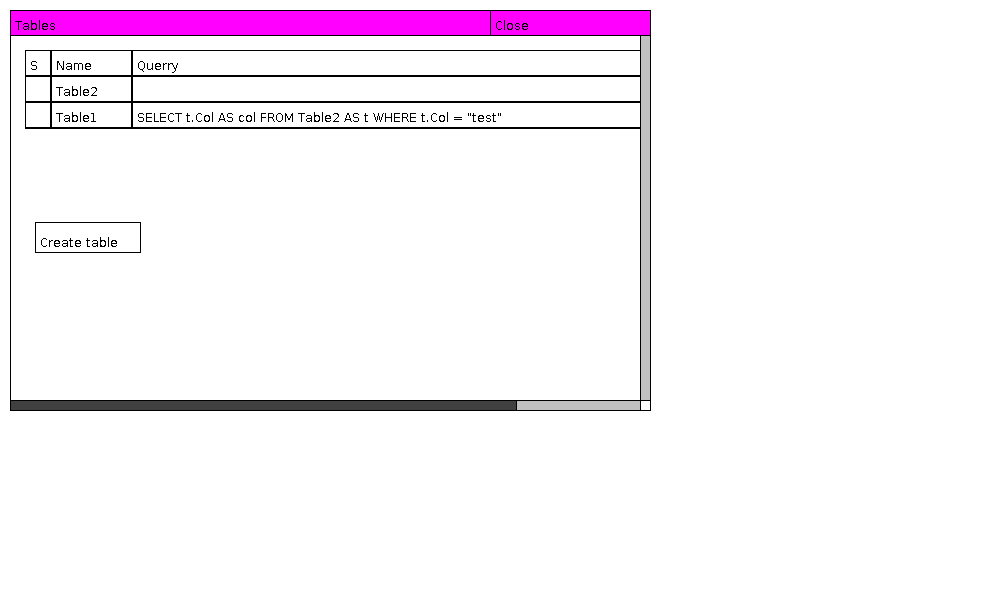 Tables Close
S Name Querry
Table2
Table1 SELECT t.Col AS col FROM Table2 AS t WHERE t.Col = "test"
Create table